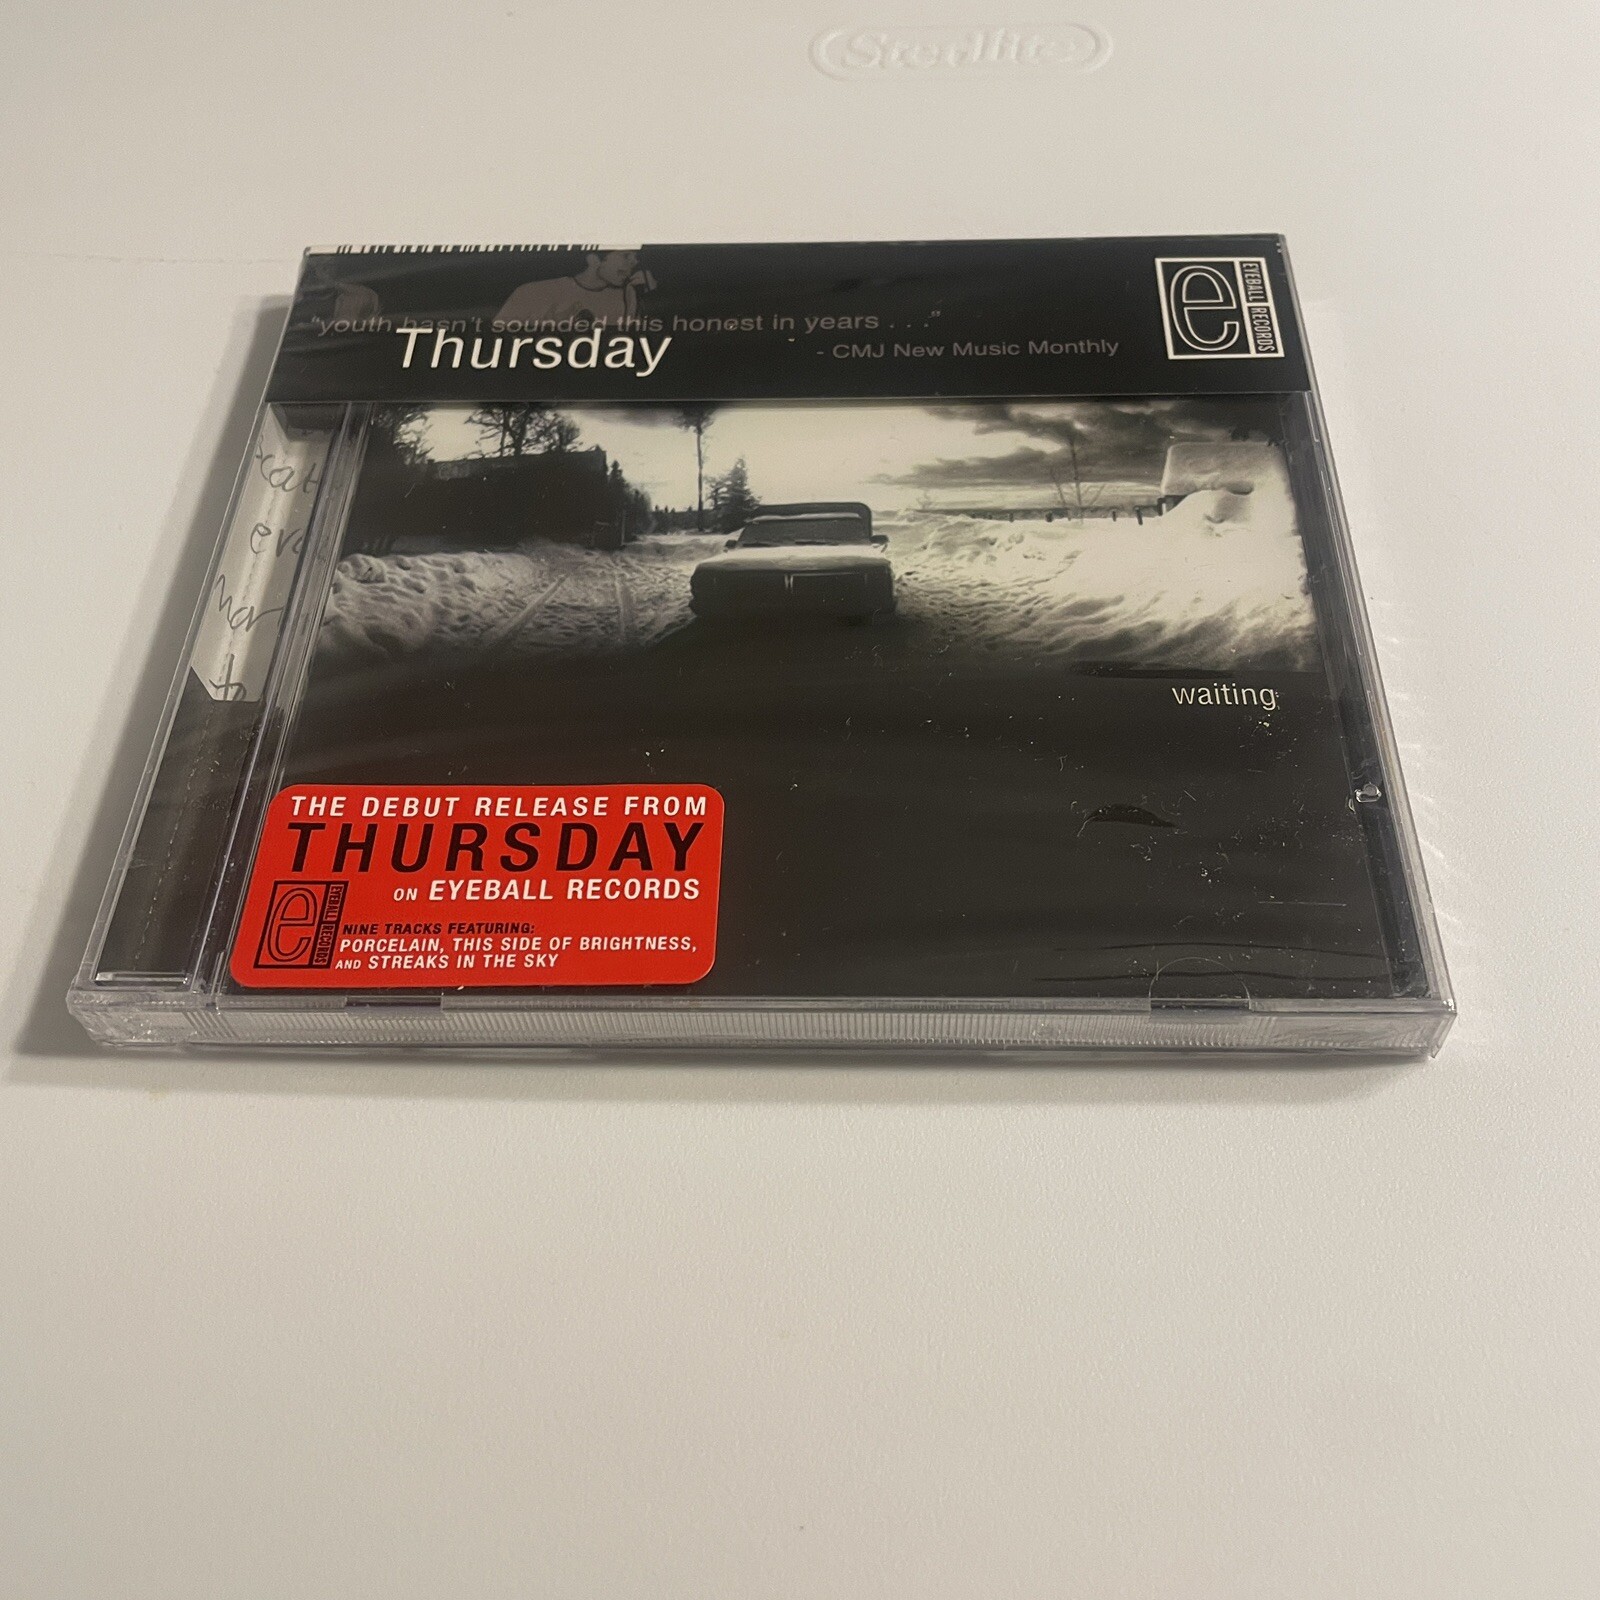 Sterilite
"youth hasn't sounded this honest in years . . ."
Thursday
- CMJ New Music Monthly
e EYEBALL RECORDS
waiting
THE DEBUT RELEASE FROM
THURSDAY
ON EYEBALL RECORDS
e EYEBALL RECORDS
NINE TRACKS FEATURING:
PORCELAIN, THIS SIDE OF BRIGHTNESS,
AND STREAKS IN THE SKY